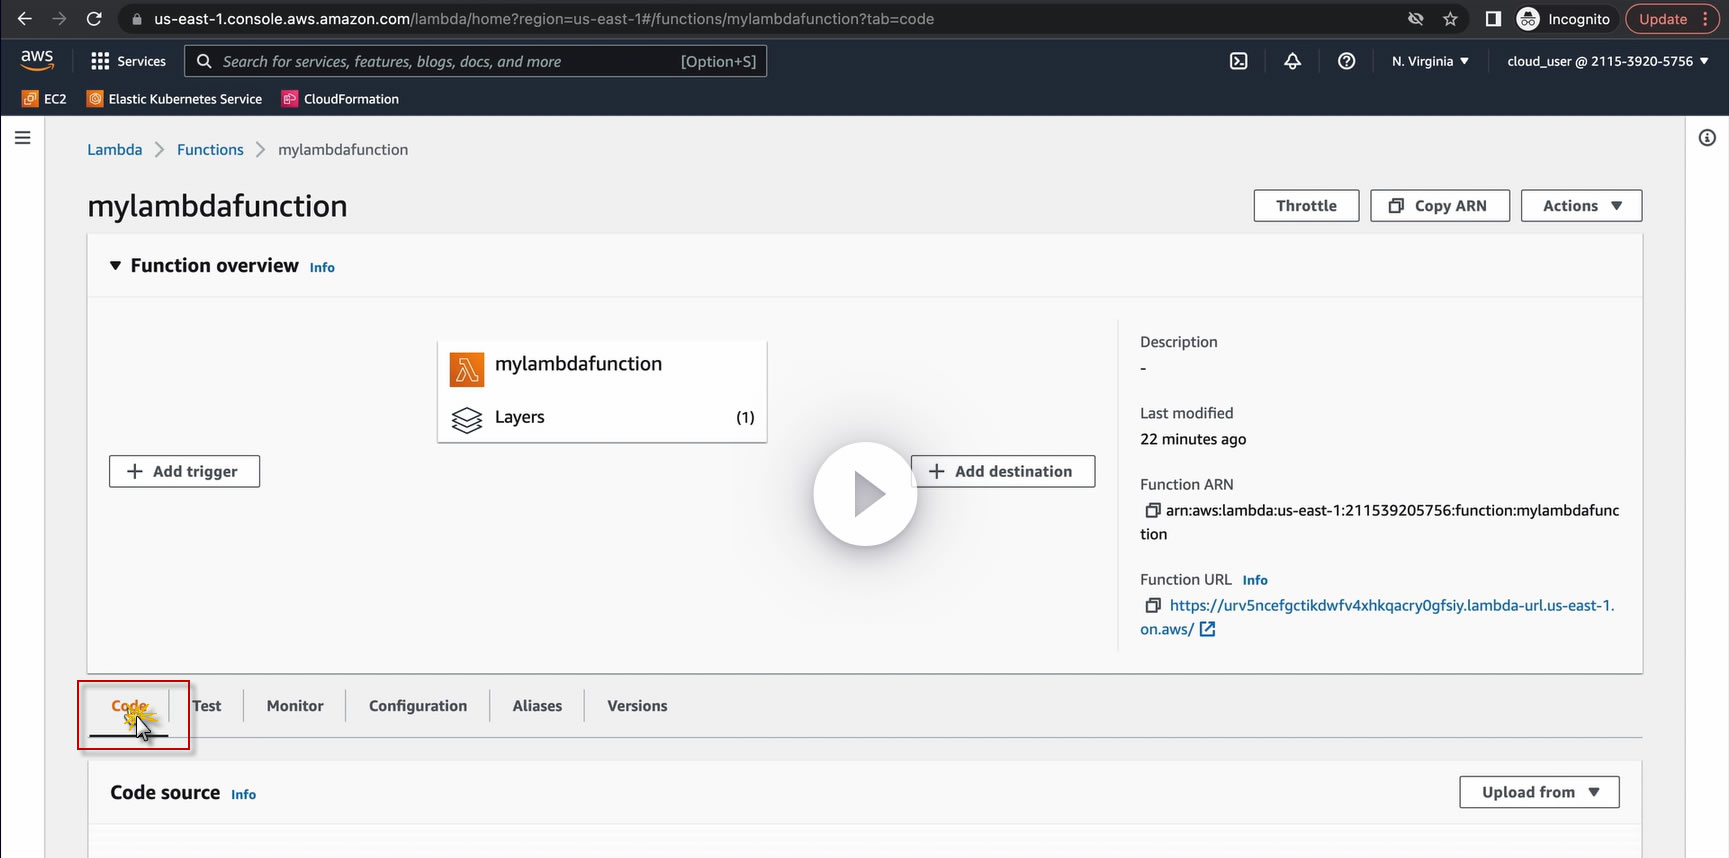 us-east-1.console.aws.amazon.com/lambda/home?region=us-east-1#/functions/mylambdafunction?tab=code
Incognito
Update
aws
Services
Search for services, features, blogs, docs, and more
[Option+S]
N. Virginia
cloud_user @ 2115-3920-5756
EC2
Elastic Kubernetes Service
CloudFormation
Lambda
Functions
mylambdafunction
mylambdafunction
Throttle
Copy ARN
Actions
Function overview Info
mylambdafunction
Layers
(1)
Add trigger
Add destination
Description
-
Last modified
22 minutes ago
Function ARN
arn:aws:lambda:us-east-1:211539205756:function:mylambdafunc
tion
Function URL Info
https://urv5ncefgctikdwfv4xhkqacry0gfsiy.lambda-url.us-east-1.
on.aws/
Code
Test
Monitor
Configuration
Aliases
Versions
Code source Info
Upload from